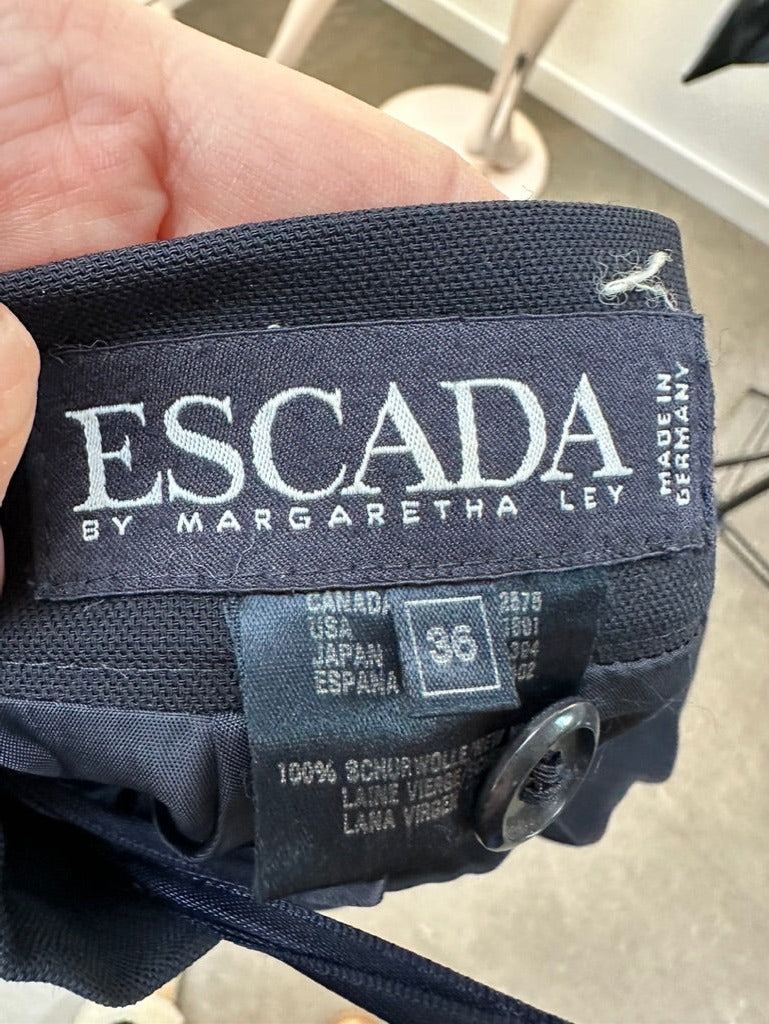 ESCADA
BY MARGARETHA LEY
MADE IN
GERMANY
CANADA
USA
JAPAN
ESPANA
36
100% SCHURWOLLE
LAINE VIERGE
LANA VIRGEN